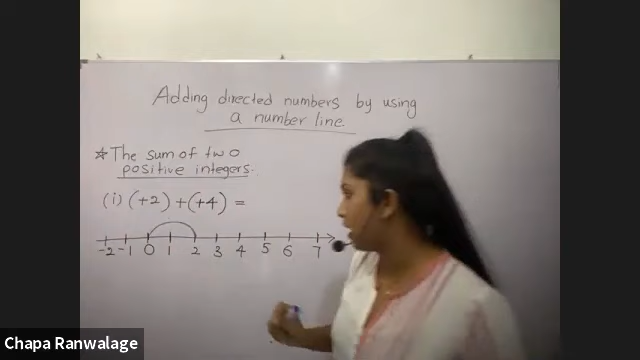 Adding directed numbers by using
a number line.
☆ The sum of two
positive integers.
(i) (+2) + (+4) =
-2 -1 0 1 2 3 4 5 6 7
Chapa Ranwalage